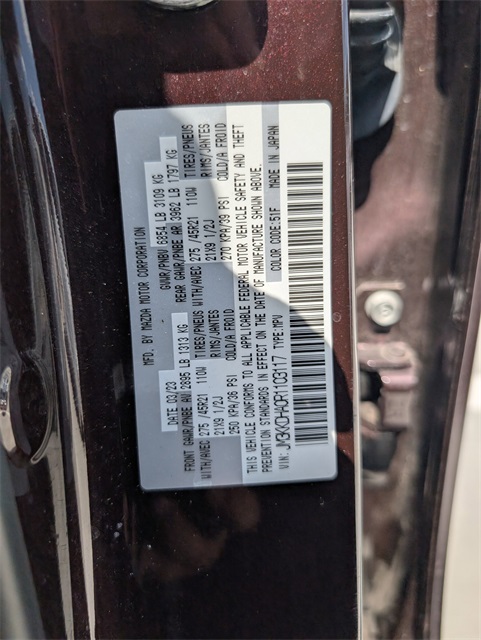 MFD. BY MAZDA MOTOR CORPORATION
DATE 03/23 GVWR/PNBV 6854 LB 3109 KG
FRONT GAWR/PNBE AV 2895 LB 1313 KG REAR GAWR/PNBE AR 3962 LB 1797 KG
WITH/AVEC 275 /45R21 110W TIRES/PNEUS WITH/AVEC 275 /45R21 110W TIRES/PNEUS
21X9 1/2J RIMS/JANTES 21X9 1/2J RIMS/JANTES
250 KPA/36 PSI COLD/A FROID 270 KPA/39 PSI COLD/A FROID
THIS VEHICLE CONFORMS TO ALL APPLICABLE FEDERAL MOTOR VEHICLE SAFETY AND THEFT
PREVENTION STANDARDS IN EFFECT ON THE DATE OF MANUFACTURE SHOWN ABOVE.
VIN: TYPE:MPV COLOR CODE:51F MADE IN JAPAN